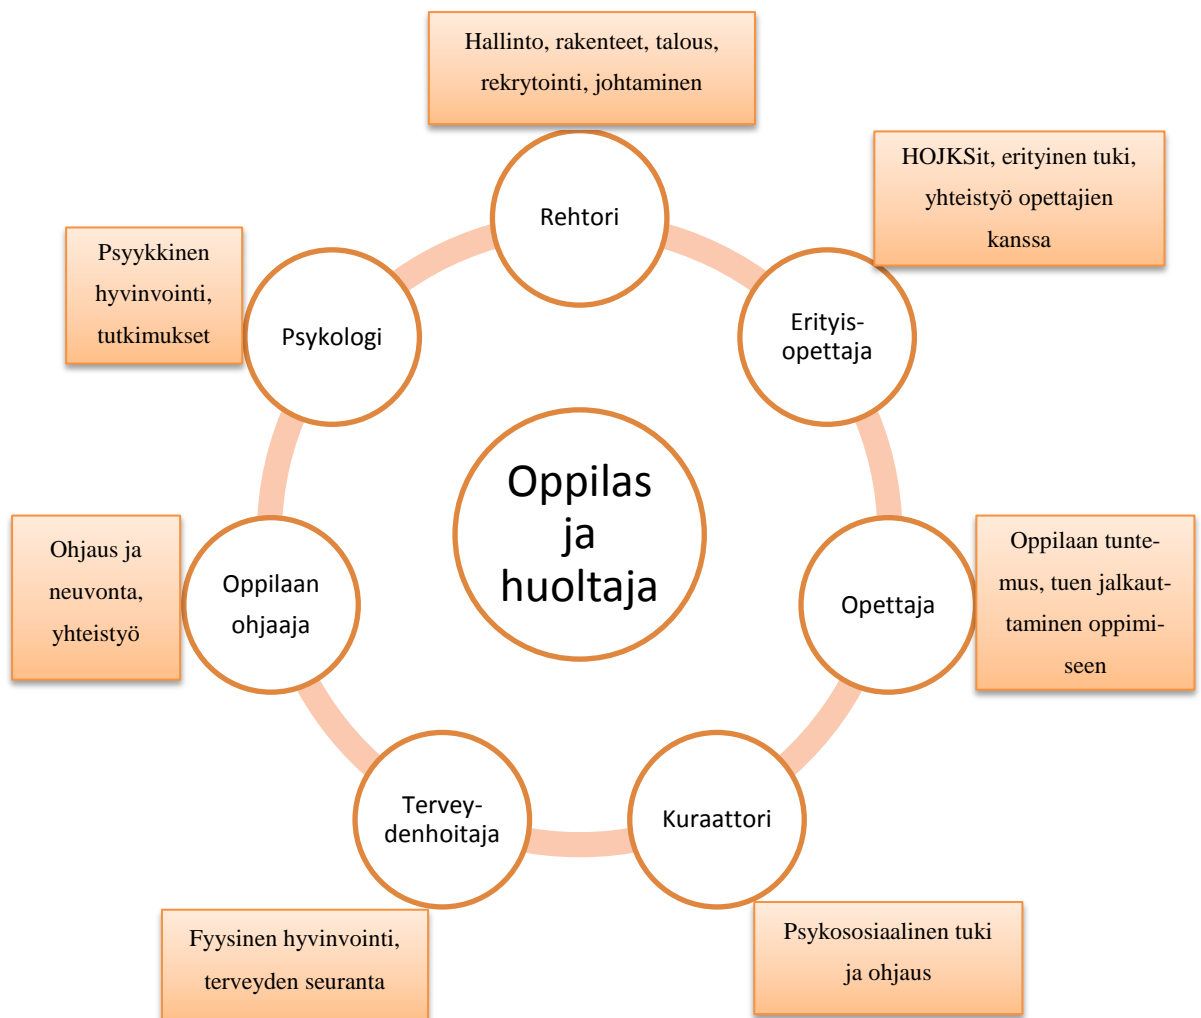 Hallinto, rakenteet, talous,
rekrytointi, johtaminen
Rehtori
HOJKSit, erityinen tuki,
yhteistyö opettajien
kanssa
Erityis-
opettaja
Oppilaan tunte-
mus, tuen jalkaut-
taminen oppimi-
seen
Opettaja
Psykososiaalinen tuki
ja ohjaus
Kuraattori
Fyysinen hyvinvointi,
terveyden seuranta
Tervey-
denhoitaja
Ohjaus ja
neuvonta,
yhteistyö
Oppilaan
ohjaaja
Psyykkinen
hyvinvointi,
tutkimukset
Psykologi
Oppilas
ja
huoltaja